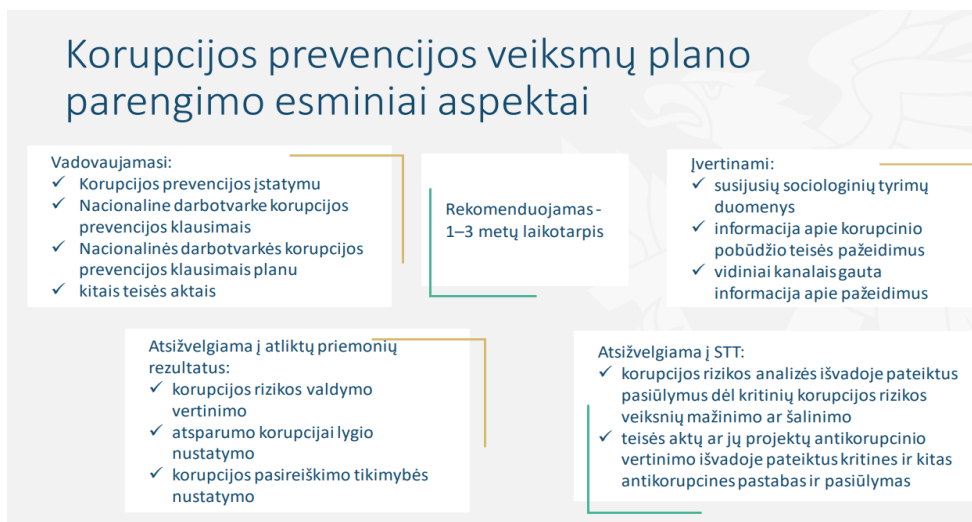 Korupcijos prevencijos veiksmų plano
parengimo esminiai aspektai
Vadovaujamasi:
✓ Korupcijos prevencijos įstatymu
✓ Nacionaline darbotvarke korupcijos
prevencijos klausimais
✓ Nacionalinės darbotvarkės korupcijos
prevencijos klausimais planu
✓ kitais teisės aktais
Rekomenduojamas -
1–3 metų laikotarpis
Įvertinami:
✓ susijusių sociologinių tyrimų
duomenys
✓ informacija apie korupcinio
pobūdžio teisės pažeidimus
✓ vidiniai kanalais gauta
informacija apie pažeidimus
Atsižvelgiama į atliktų priemonių
rezultatus:
✓ korupcijos rizikos valdymo
vertinimo
✓ atsparumo korupcijai lygio
nustatymo
✓ korupcijos pasireiškimo tikimybės
nustatymo
Atsižvelgiama į STT:
✓ korupcijos rizikos analizės išvadoje pateiktus
pasiūlymus dėl kritinių korupcijos rizikos
veiksnių mažinimo ar šalinimo
✓ teisės aktų ar jų projektų antikorupcinio
vertinimo išvadoje pateiktus kritines ir kitas
antikorupcines pastabas ir pasiūlymas